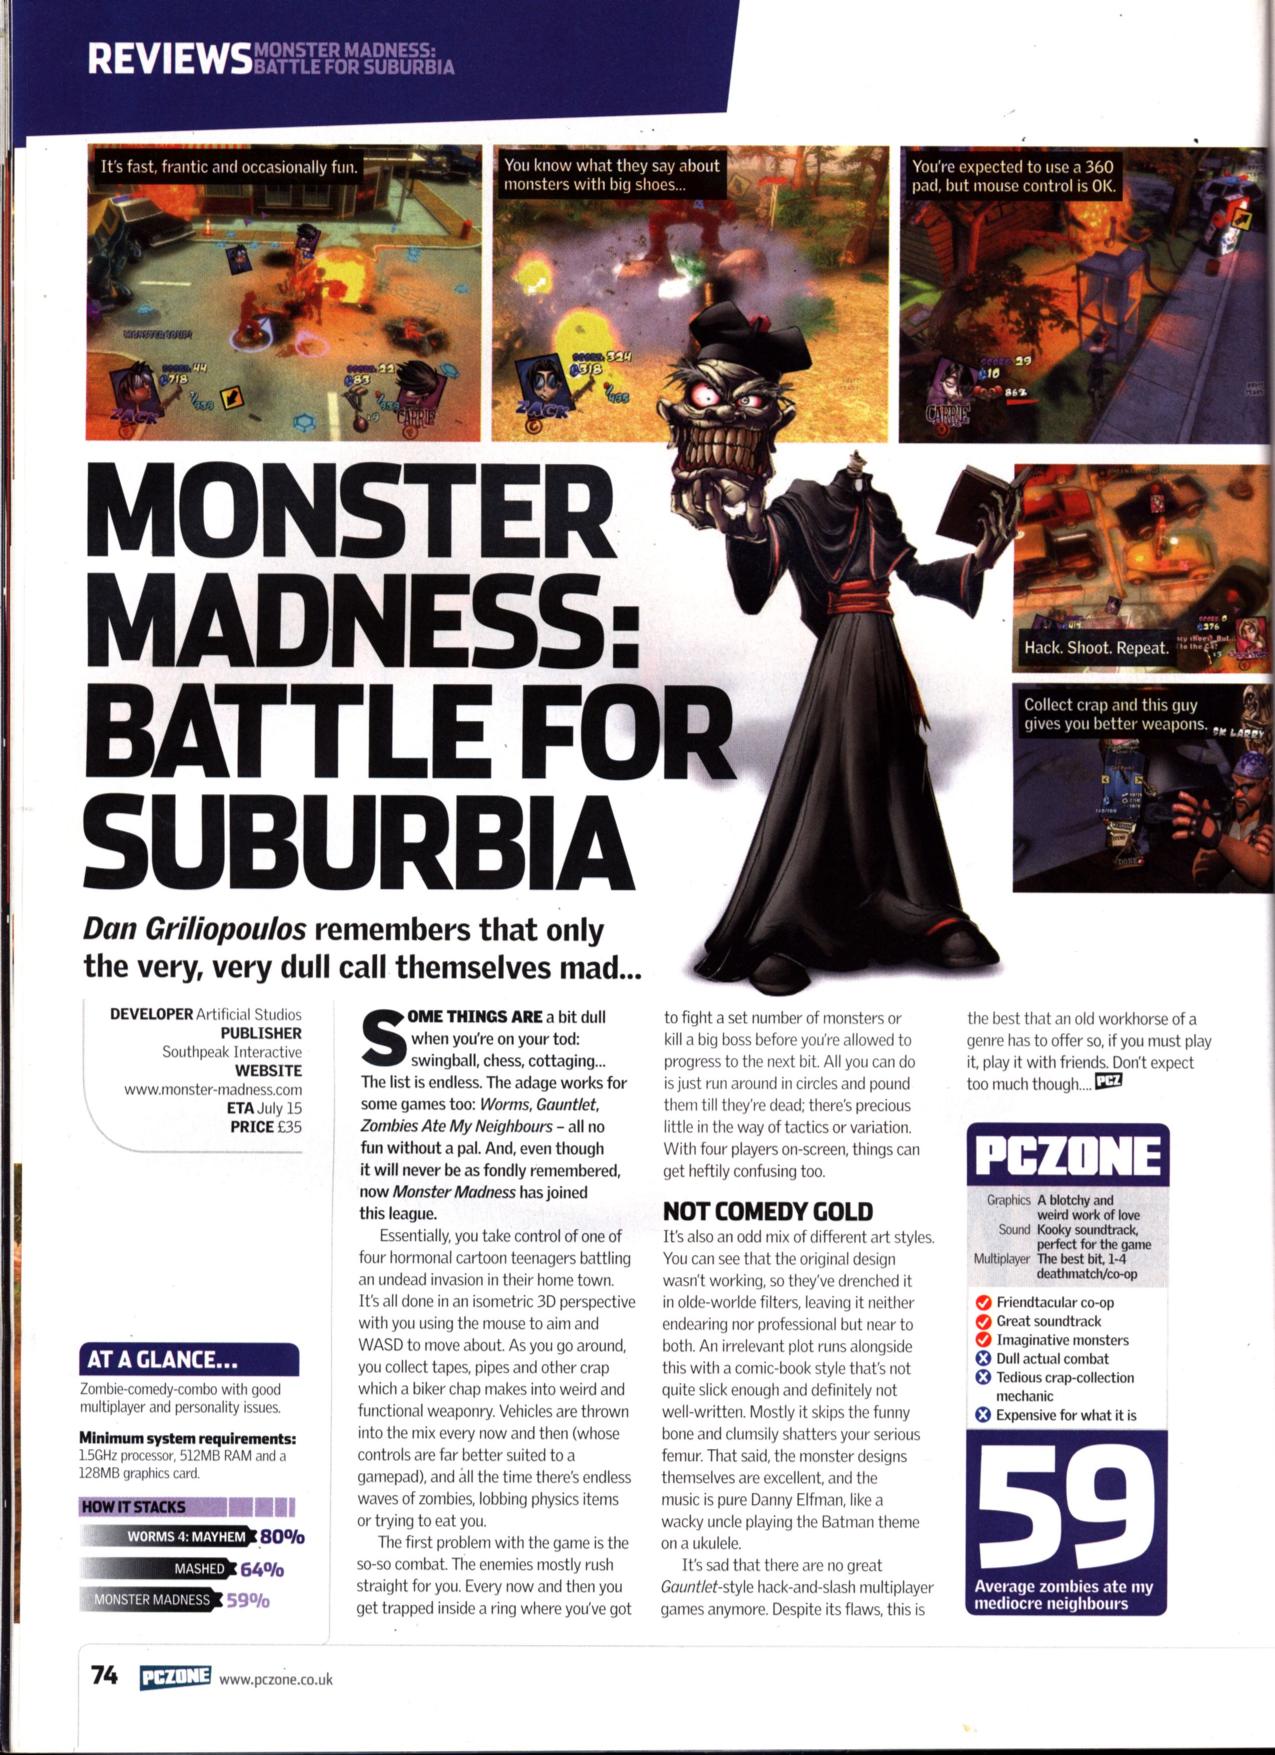 REVIEWS MONSTER MADNESS:
BATTLE FOR SUBURBIA
It's fast, frantic and occasionally fun.
You know what they say about
monsters with big shoes...
You're expected to use a 360
pad, but mouse control is OK.
SCORE 44
718
ZACK
CARRIE
SCORE 324
318
ZACK
SCORE 29
10
862
CARRIE
MONSTER
MADNESS:
BATTLE FOR
SUBURBIA
Hack. Shoot. Repeat.
Collect crap and this guy
gives you better weapons.
Dan Griliopoulos remembers that only
the very, very dull call themselves mad...
DEVELOPER Artificial Studios
PUBLISHER
Southpeak Interactive
WEBSITE
www.monster-madness.com
ETA July 15
PRICE £35
AT A GLANCE...
Zombie-comedy-combo with good
multiplayer and personality issues.
Minimum system requirements:
1.5GHz processor, 512MB RAM and a
128MB graphics card.
HOW IT STACKS
WORMS 4: MAYHEM 80%
MASHED 64%
MONSTER MADNESS 59%
SOME THINGS ARE a bit dull
when you're on your tod:
swingball, chess, cottaging...
The list is endless. The adage works for
some games too: Worms, Gauntlet,
Zombies Ate My Neighbours – all no
fun without a pal. And, even though
it will never be as fondly remembered,
now Monster Madness has joined
this league.
Essentially, you take control of one of
four hormonal cartoon teenagers battling
an undead invasion in their home town.
It's all done in an isometric 3D perspective
with you using the mouse to aim and
WASD to move about. As you go around,
you collect tapes, pipes and other crap
which a biker chap makes into weird and
functional weaponry. Vehicles are thrown
into the mix every now and then (whose
controls are far better suited to a
gamepad), and all the time there's endless
waves of zombies, lobbing physics items
or trying to eat you.
The first problem with the game is the
so-so combat. The enemies mostly rush
straight for you. Every now and then you
get trapped inside a ring where you've got
to fight a set number of monsters or
kill a big boss before you're allowed to
progress to the next bit. All you can do
is just run around in circles and pound
them till they're dead; there's precious
little in the way of tactics or variation.
With four players on-screen, things can
get heftily confusing too.
NOT COMEDY GOLD
It's also an odd mix of different art styles.
You can see that the original design
wasn't working, so they've drenched it
in olde-worlde filters, leaving it neither
endearing nor professional but near to
both. An irrelevant plot runs alongside
this with a comic-book style that's not
quite slick enough and definitely not
well-written. Mostly it skips the funny
bone and clumsily shatters your serious
femur. That said, the monster designs
themselves are excellent, and the
music is pure Danny Elfman, like a
wacky uncle playing the Batman theme
on a ukulele.
It's sad that there are no great
Gauntlet-style hack-and-slash multiplayer
games anymore. Despite its flaws, this is
the best that an old workhorse of a
genre has to offer so, if you must play
it, play it with friends. Don't expect
too much though.... PCZ
PCZONE
Graphics A blotchy and
weird work of love
Sound Kooky soundtrack,
perfect for the game
Multiplayer The best bit, 1-4
deathmatch/co-op
Friendtacular co-op
Great soundtrack
Imaginative monsters
Dull actual combat
Tedious crap-collection
mechanic
Expensive for what it is
59
Average zombies ate my
mediocre neighbours
74 PCZONE www.pczone.co.uk